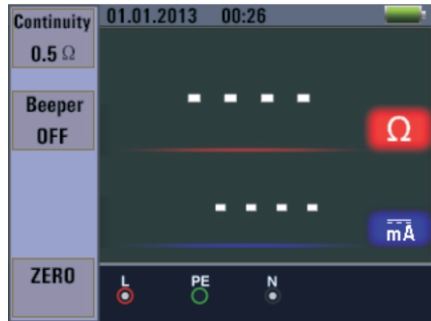 Continuity 01.01.2013 00:26
0.5 Ω
- - - -
Beeper
OFF
Ω
- - - -
mA
ZERO
L PE N